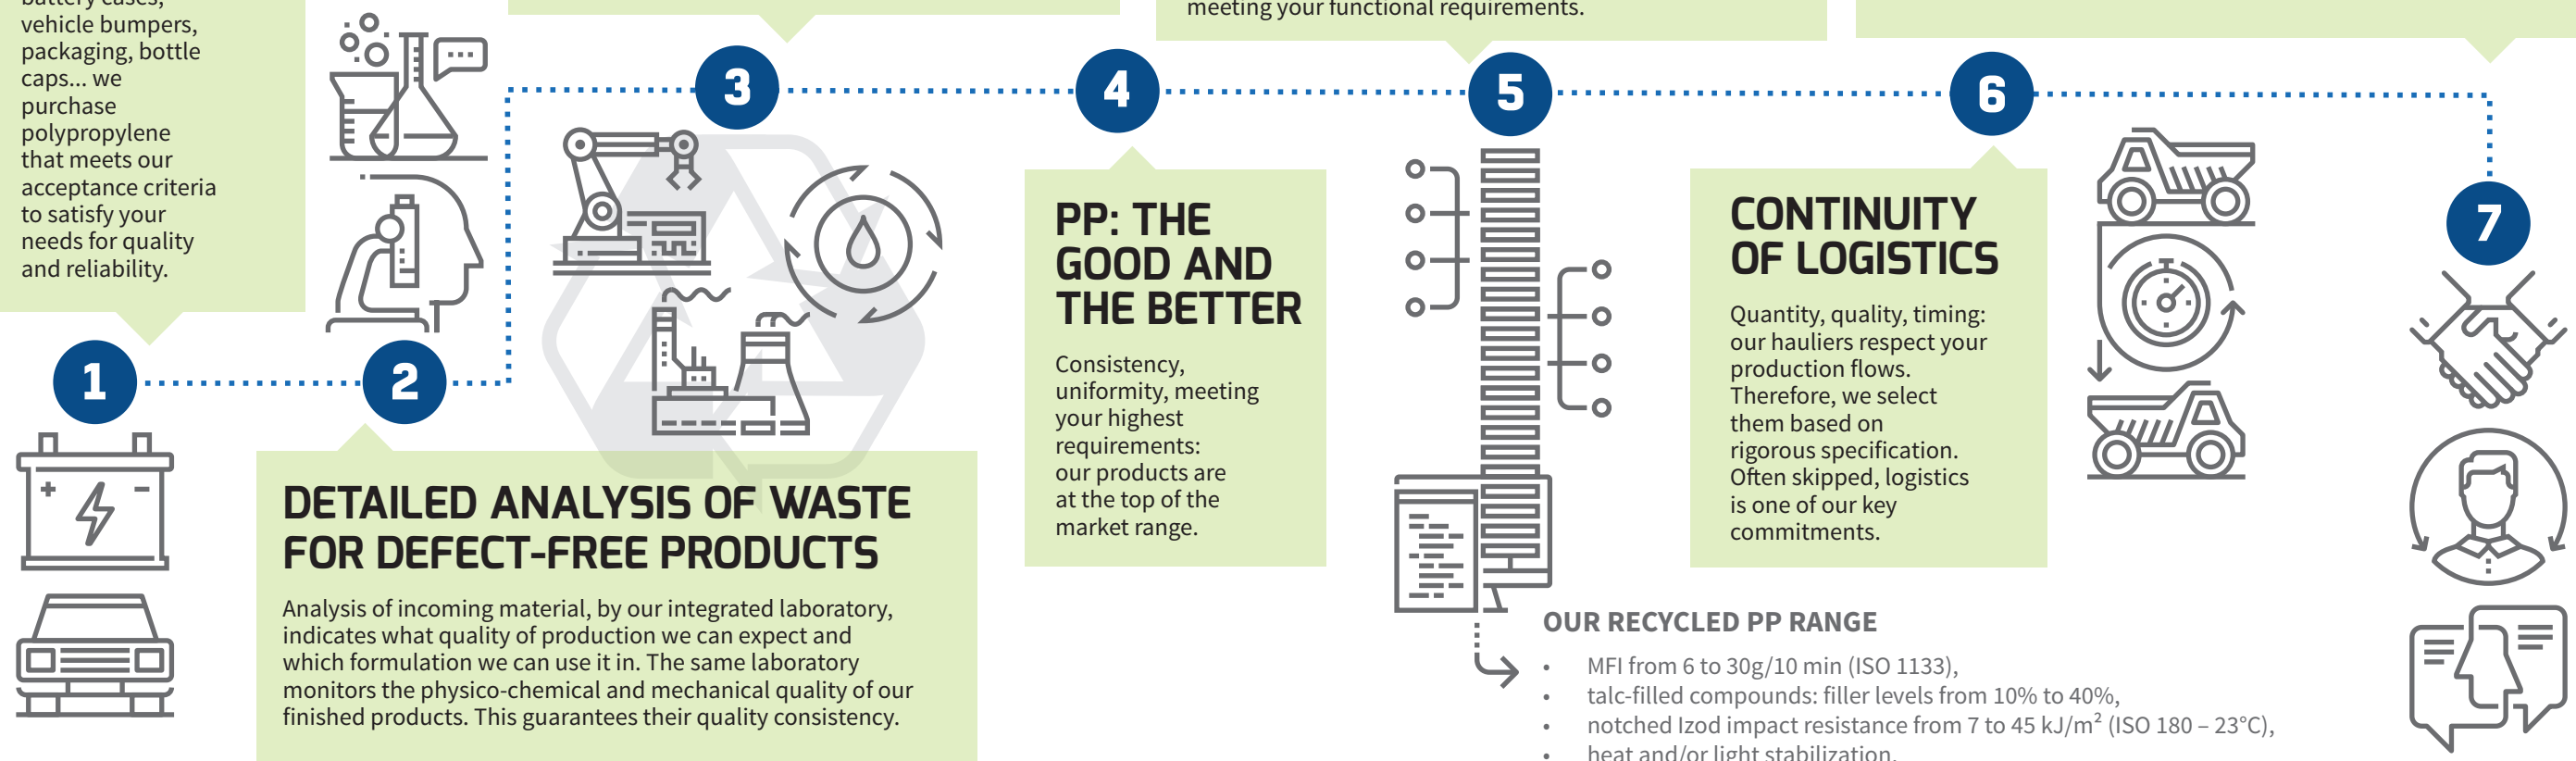 battery cases,
vehicle bumpers,
packaging, bottle
caps... we
purchase
polypropylene
that meets our
acceptance criteria
to satisfy your
needs for quality
and reliability.
1
2
DETAILED ANALYSIS OF WASTE
FOR DEFECT-FREE PRODUCTS
Analysis of incoming material, by our integrated laboratory,
indicates what quality of production we can expect and
which formulation we can use it in. The same laboratory
monitors the physico-chemical and mechanical quality of our
finished products. This guarantees their quality consistency.
3
4
PP: THE
GOOD AND
THE BETTER
Consistency,
uniformity, meeting
your highest
requirements:
our products are
at the top of the
market range.
meeting your functional requirements.
5
OUR RECYCLED PP RANGE
• MFI from 6 to 30g/10 min (ISO 1133),
• talc-filled compounds: filler levels from 10% to 40%,
• notched Izod impact resistance from 7 to 45 kJ/m² (ISO 180 – 23°C),
• heat and/or light stabilization.
6
CONTINUITY
OF LOGISTICS
Quantity, quality, timing:
our hauliers respect your
production flows.
Therefore, we select
them based on
rigorous specification.
Often skipped, logistics
is one of our key
commitments.
7